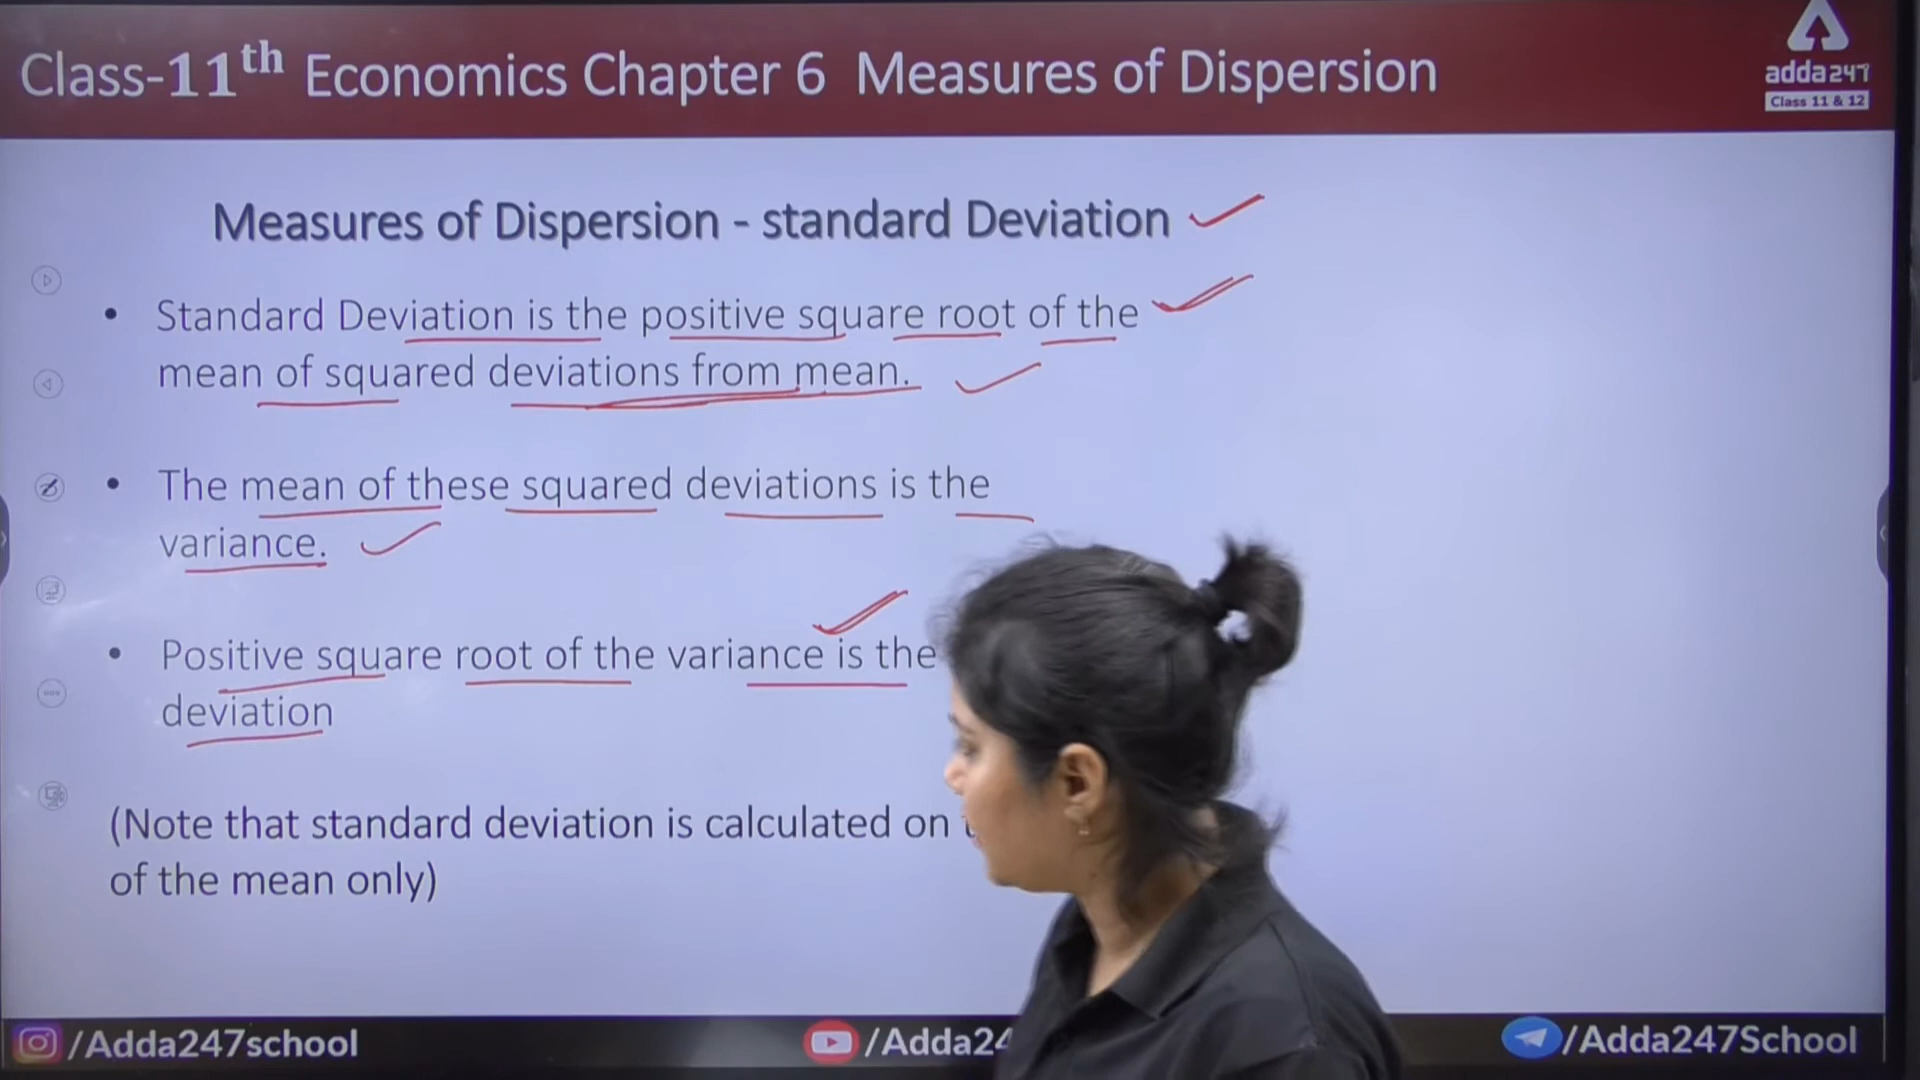 Class-11th Economics Chapter 6 Measures of Dispersion
adda247
Class 11 & 12
Measures of Dispersion - standard Deviation
• Standard Deviation is the positive square root of the
mean of squared deviations from mean.
• The mean of these squared deviations is the
variance.
• Positive square root of the variance is the
deviation
(Note that standard deviation is calculated on
of the mean only)
/Adda247school
/Adda24
/Adda247School